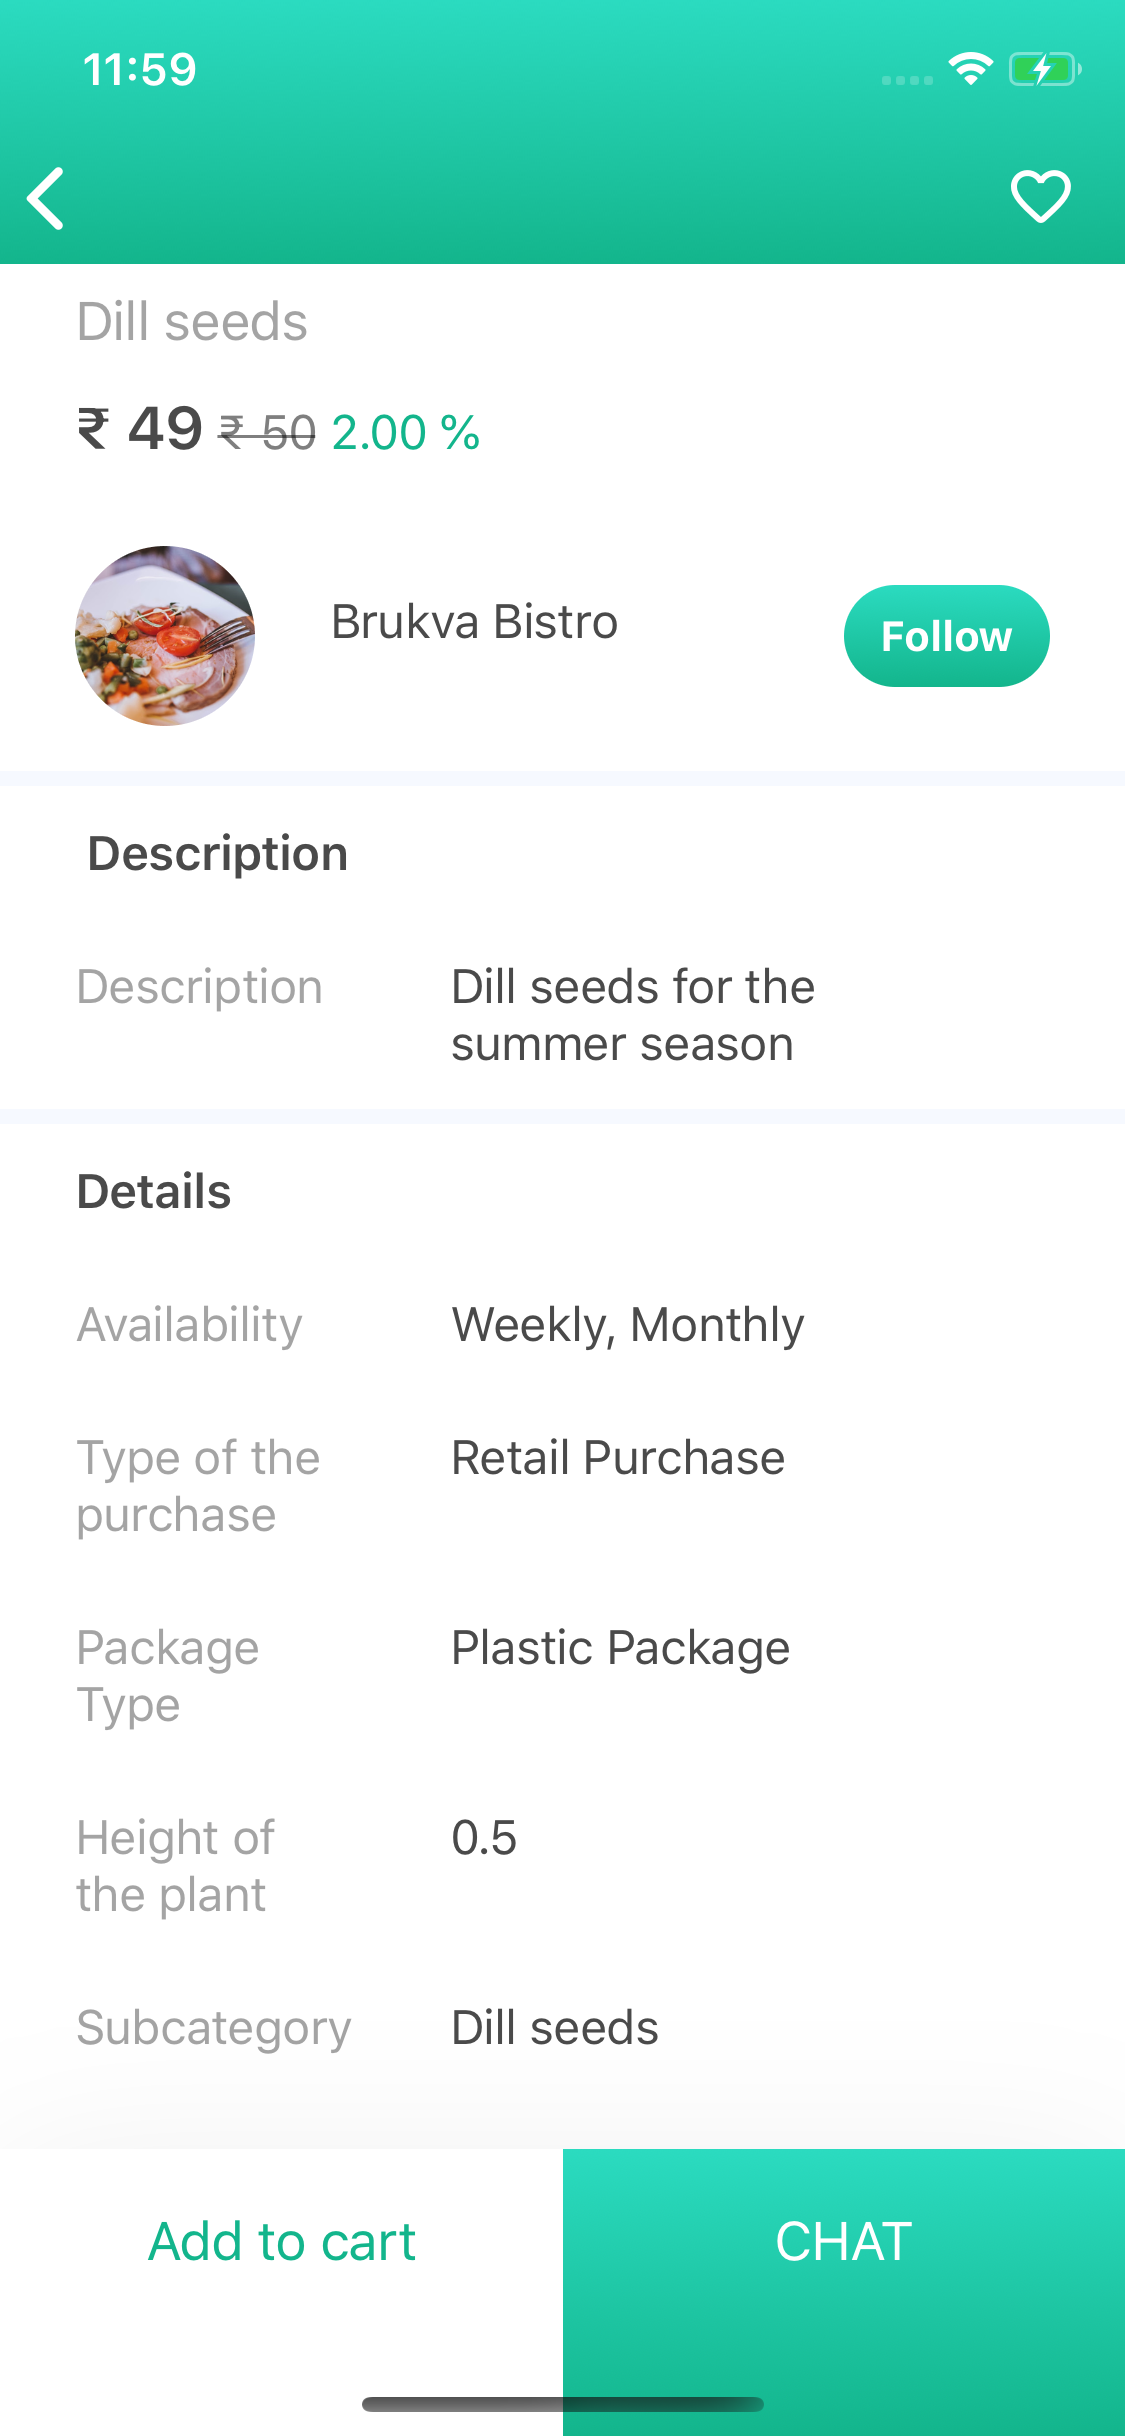 11:59
Dill seeds
₹ 49 ₹ 50 2.00 %
Brukva Bistro
Follow
Description
Description Dill seeds for the
summer season
Details
Availability Weekly, Monthly
Type of the Retail Purchase
purchase
Package Plastic Package
Type
Height of 0.5
the plant
Subcategory Dill seeds
Add to cart CHAT